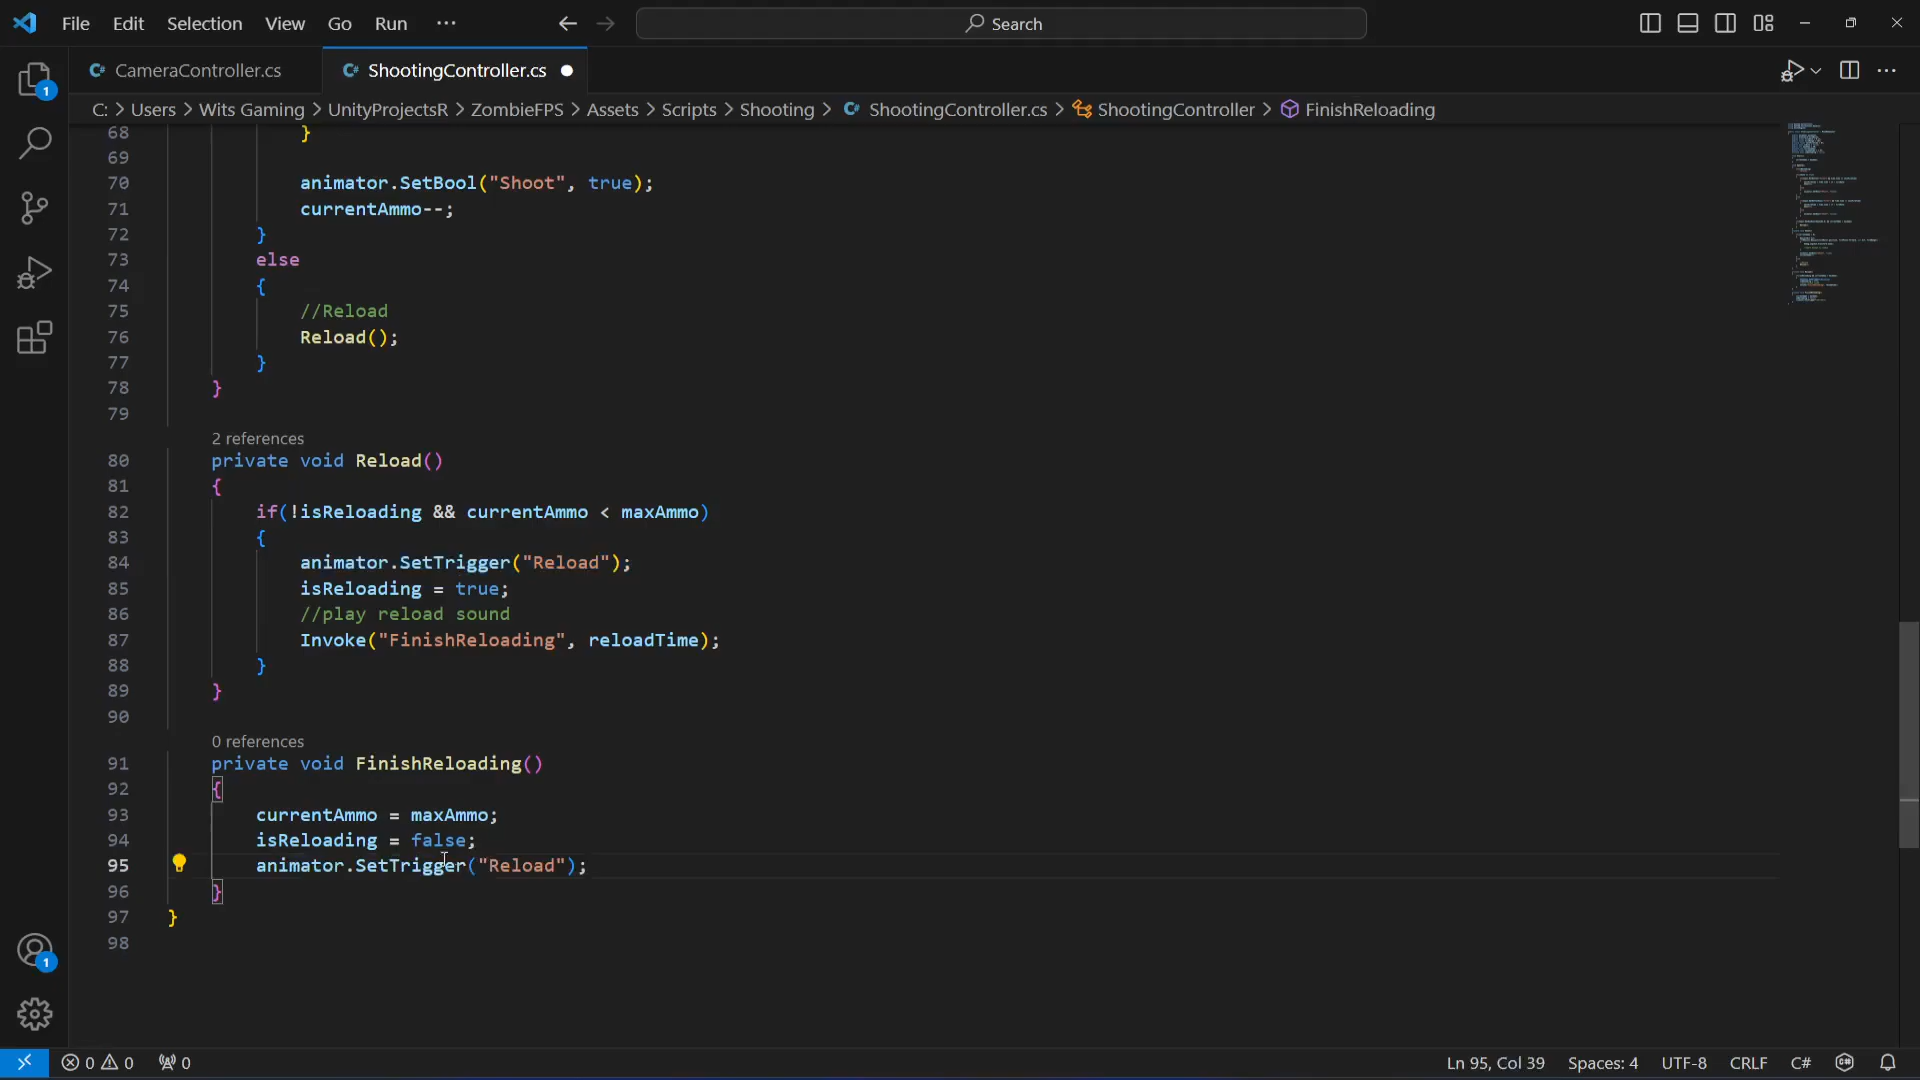 File Edit Selection View Go Run ··· Search
CameraController.cs ShootingController.cs
C: > Users > Wits Gaming > UnityProjectsR > ZombieFPS > Assets > Scripts > Shooting > ShootingController.cs > ShootingController > FinishReloading
68 }
69
70 animator.SetBool("Shoot", true);
71 currentAmmo--;
72 }
73 else
74 {
75 //Reload
76 Reload();
77 }
78 }
79
2 references
80 private void Reload()
81 {
82 if(!isReloading && currentAmmo < maxAmmo)
83 {
84 animator.SetTrigger("Reload");
85 isReloading = true;
86 //play reload sound
87 Invoke("FinishReloading", reloadTime);
88 }
89 }
90
0 references
91 private void FinishReloading()
92 {
93 currentAmmo = maxAmmo;
94 isReloading = false;
95 animator.SetTrigger("Reload");
96 }
97 }
98
1
1
0 0 0 Ln 95, Col 39 Spaces: 4 UTF-8 CRLF C#